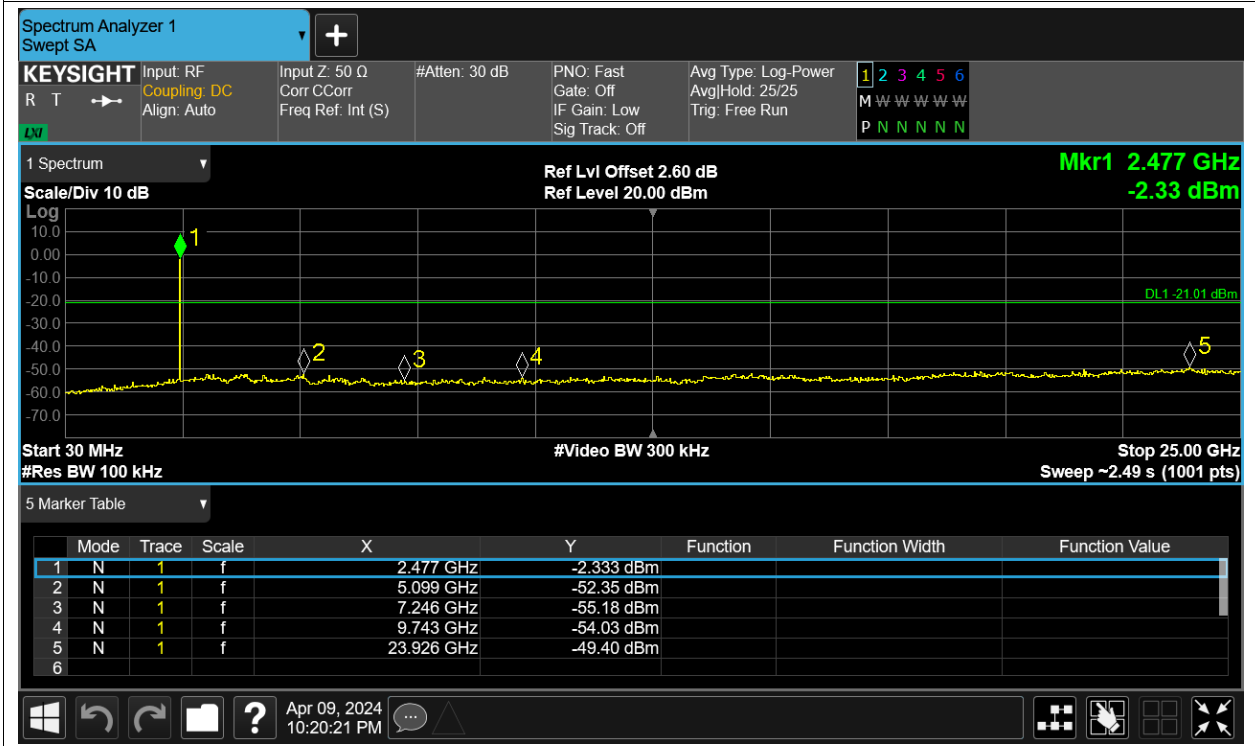 Spectrum Analyzer 1
Swept SA
+
KEYSIGHT Input: RF Input Z: 50 Ω #Atten: 30 dB PNO: Fast Avg Type: Log-Power 1 2 3 4 5 6
R T Coupling: DC Corr CCorr Gate: Off Avg|Hold: 25/25 M W W W W W W
Align: Auto Freq Ref: Int (S) IF Gain: Low Trig: Free Run
LXI Sig Track: Off P N N N N N N
1 Spectrum Ref Lvl Offset 2.60 dB Mkr1 2.477 GHz
Scale/Div 10 dB Ref Level 20.00 dBm -2.33 dBm
Log
10.0
1
0.00
-10.0
DL1 -21.01 dBm
-20.0
-30.0
-40.0
2 3 4 5
-50.0
-60.0
-70.0
Start 30 MHz #Video BW 300 kHz Stop 25.00 GHz
#Res BW 100 kHz Sweep ~2.49 s (1001 pts)
5 Marker Table
Mode Trace Scale X Y Function Function Width Function Value
1 N 1 f 2.477 GHz -2.333 dBm
2 N 1 f 5.099 GHz -52.35 dBm
3 N 1 f 7.246 GHz -55.18 dBm
4 N 1 f 9.743 GHz -54.03 dBm
5 N 1 f 23.926 GHz -49.40 dBm
6
? Apr 09, 2024
10:20:21 PM